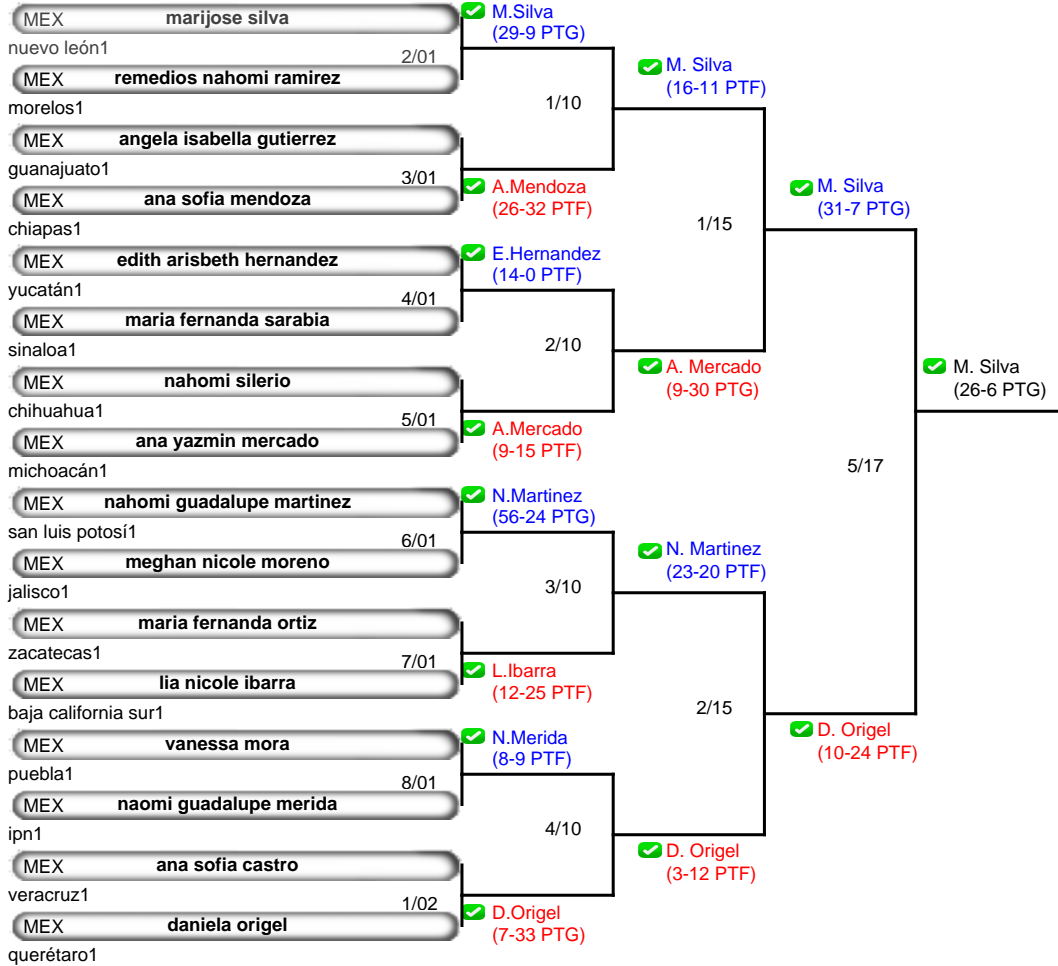 MEX marijose silva
nuevo león1
2/01
MEX remedios nahomi ramirez
morelos1
MEX angela isabella gutierrez
guanajuato1
3/01
MEX ana sofia mendoza
chiapas1
MEX edith arisbeth hernandez
yucatán1
4/01
MEX maria fernanda sarabia
sinaloa1
MEX nahomi silerio
chihuahua1
5/01
MEX ana yazmin mercado
michoacán1
MEX nahomi guadalupe martinez
san luis potosí1
6/01
MEX meghan nicole moreno
jalisco1
MEX maria fernanda ortiz
zacatecas1
7/01
MEX lia nicole ibarra
baja california sur1
MEX vanessa mora
puebla1
8/01
MEX naomi guadalupe merida
ipn1
MEX ana sofia castro
veracruz1
1/02
MEX daniela origel
querétaro1
M.Silva
(29-9 PTG)
1/10
A.Mendoza
(26-32 PTF)
E.Hernandez
(14-0 PTF)
2/10
A.Mercado
(9-15 PTF)
N.Martinez
(56-24 PTG)
3/10
L.Ibarra
(12-25 PTF)
N.Merida
(8-9 PTF)
4/10
D.Origel
(7-33 PTG)
M. Silva
(16-11 PTF)
1/15
A. Mercado
(9-30 PTG)
N. Martinez
(23-20 PTF)
2/15
D. Origel
(3-12 PTF)
M. Silva
(31-7 PTG)
5/17
D. Origel
(10-24 PTF)
M. Silva
(26-6 PTG)